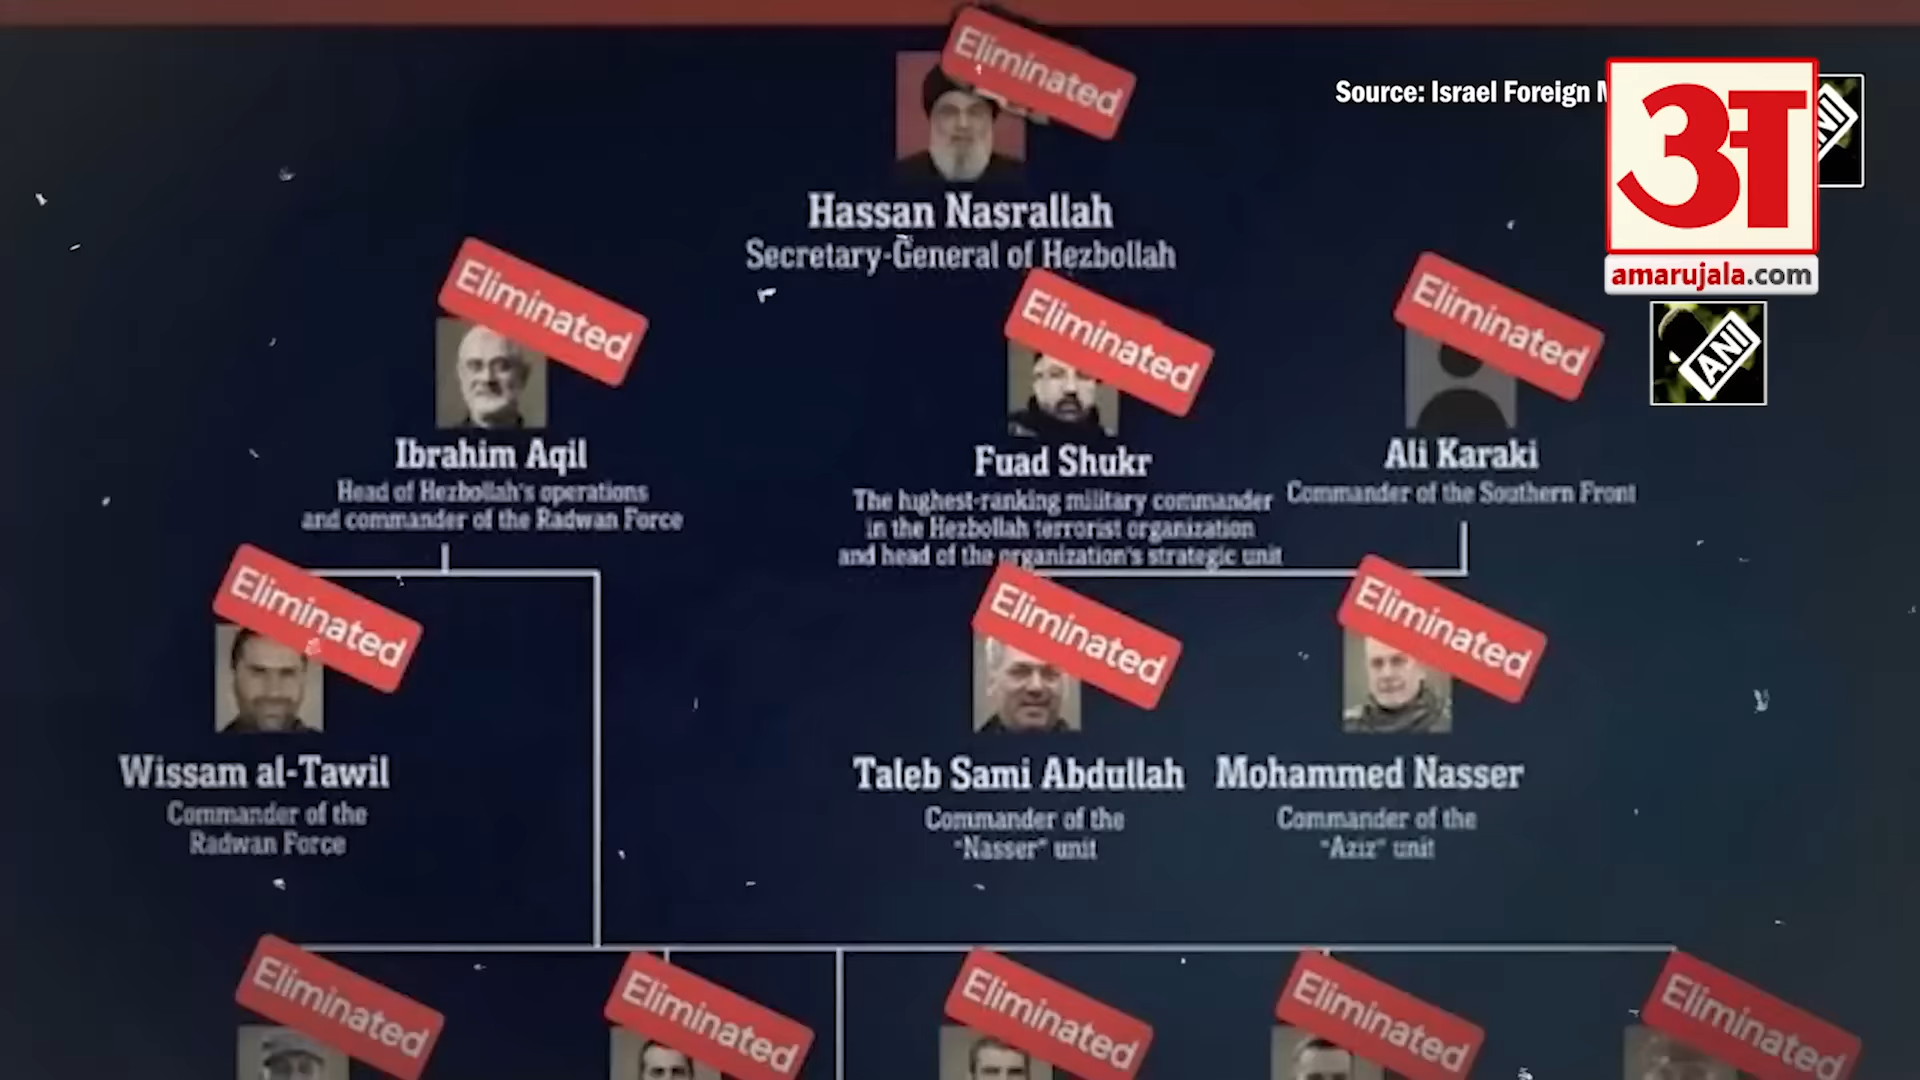 Eliminated
Source: Israel Foreign
अ
ANI
amarujala.com
ANI
Hassan Nasrallah
Secretary-General of Hezbollah
Eliminated
Eliminated
Eliminated
Ibrahim Aqil
Head of Hezbollah's operations
and commander of the Radwan Force
Fuad Shukr
The highest-ranking military commander
in the Hezbollah terrorist organization
and head of the organization's strategic unit
Ali Karaki
Commander of the Southern Front
Eliminated
Eliminated
Eliminated
Wissam al-Tawil
Commander of the
Radwan Force
Taleb Sami Abdullah
Commander of the
"Nasser" unit
Mohammed Nasser
Commander of the
"Aziz" unit
Eliminated
Eliminated
Eliminated
Eliminated
Eliminated